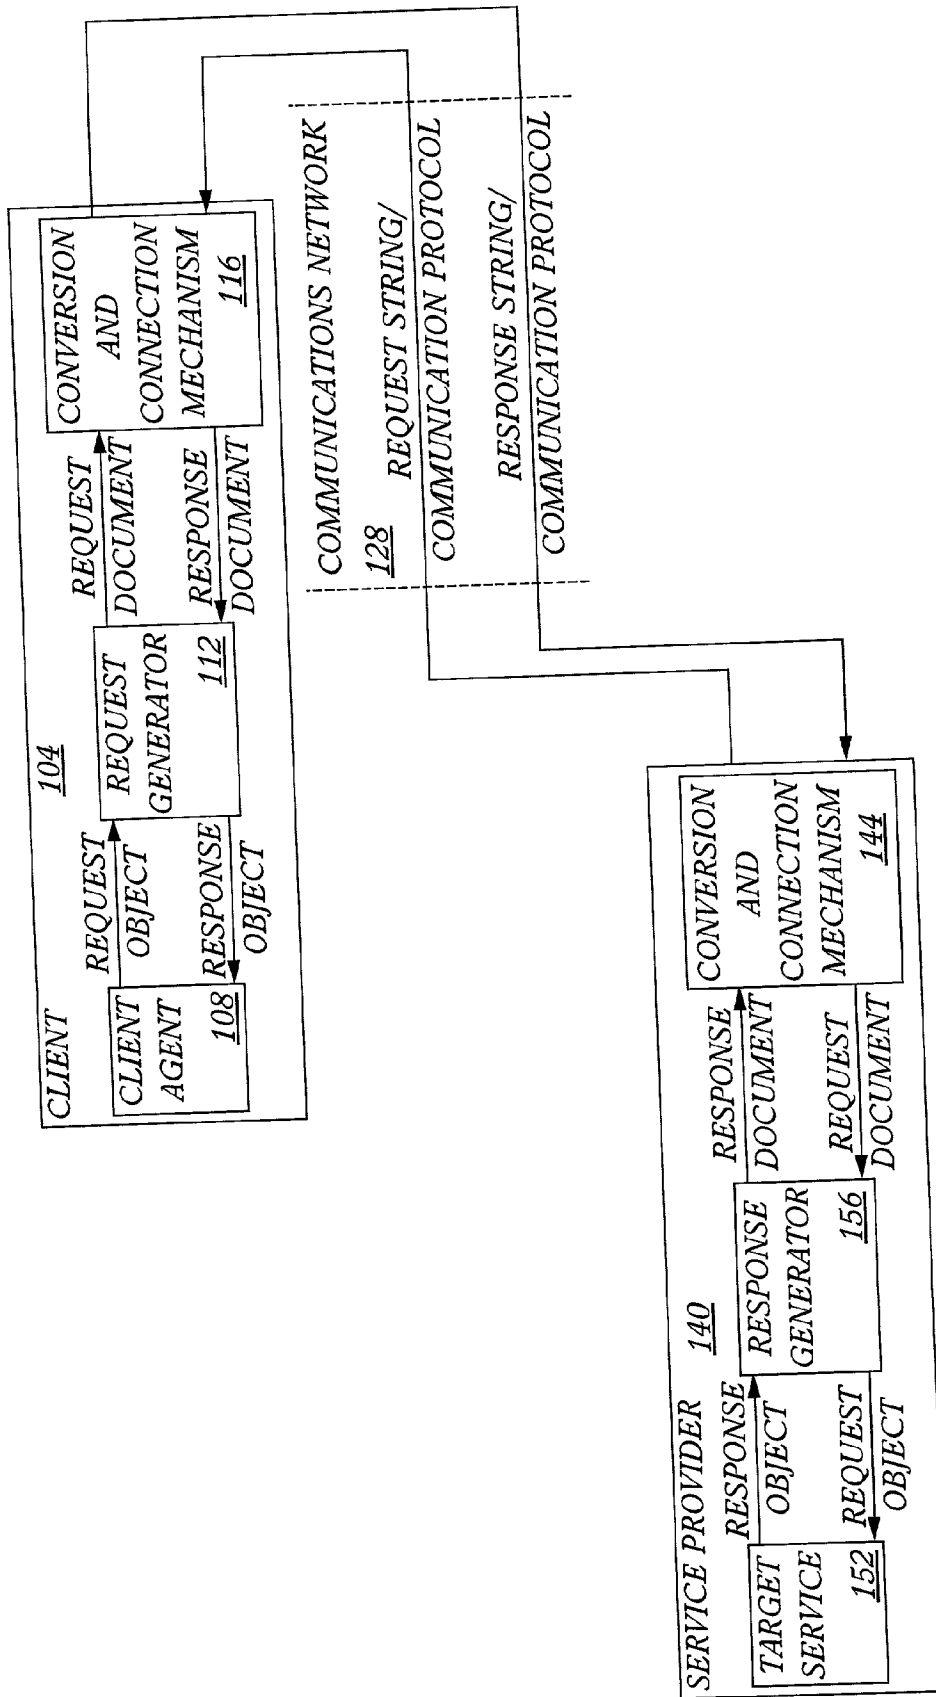 CLIENT
104
CLIENT
AGENT
108
REQUEST
OBJECT
RESPONSE
OBJECT
REQUEST
GENERATOR
112
REQUEST
DOCUMENT
RESPONSE
DOCUMENT
CONVERSION
AND
CONNECTION
MECHANISM
116
COMMUNICATIONS NETWORK
128
REQUEST STRING/
COMMUNICATION PROTOCOL
RESPONSE STRING/
COMMUNICATION PROTOCOL
SERVICE PROVIDER
140
TARGET
SERVICE
152
RESPONSE
OBJECT
REQUEST
OBJECT
RESPONSE
GENERATOR
156
RESPONSE
DOCUMENT
REQUEST
DOCUMENT
CONVERSION
AND
CONNECTION
MECHANISM
144